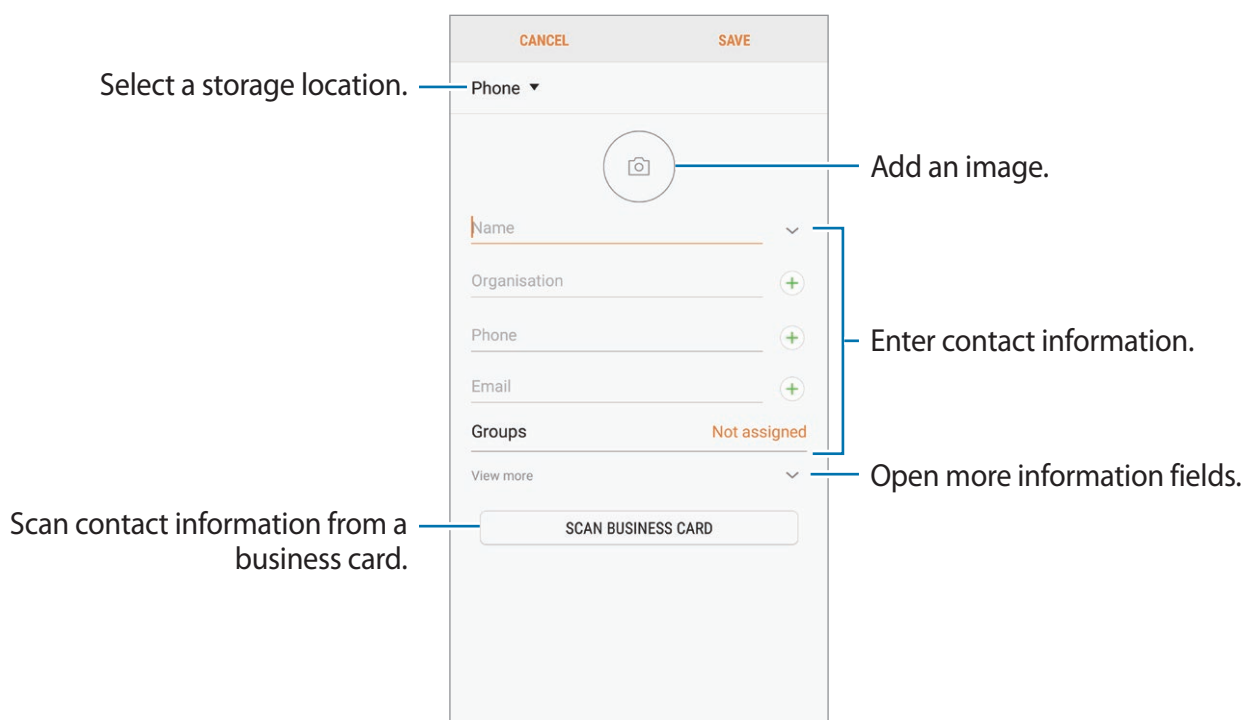 CANCEL SAVE
Select a storage location.
Phone
Add an image.
Name
Organisation
Phone
Enter contact information.
Email
Groups Not assigned
View more
Open more information fields.
Scan contact information from a
business card.
SCAN BUSINESS CARD